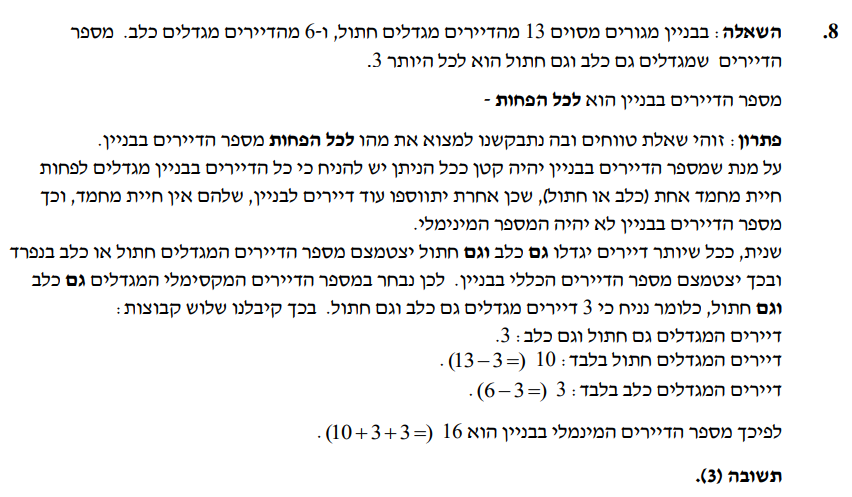 8. השאלה: בבניין מגורים מסוים 13 מהדיירים מגדלים חתול, ו-6 מהדיירים מגדלים כלב. מספר
הדיירים שמגדלים גם כלב וגם חתול הוא לכל היותר 3.
מספר הדיירים בבניין הוא לכל הפחות -
פתרון: זוהי שאלת טווחים ובה נתבקשנו למצוא את מהו לכל הפחות מספר הדיירים בבניין.
על מנת שמספר הדיירים בבניין יהיה קטן ככל הניתן יש להניח כי כל הדיירים בבניין מגדלים לפחות
חיית מחמד אחת (כלב או חתול), שכן אחרת יתווספו עוד דיירים לבניין, שלהם אין חיית מחמד, וכך
מספר הדיירים בבניין לא יהיה המספר המינימלי.
שנית, ככל שיותר דיירים יגדלו גם כלב וגם חתול יצטמצם מספר הדיירים המגדלים חתול או כלב בנפרד
ובכך יצטמצם מספר הדיירים הכללי בבניין. לכן נבחר במספר הדיירים המקסימלי המגדלים גם כלב
וגם חתול, כלומר נניח כי 3 דיירים מגדלים גם כלב וגם חתול. בכך קיבלנו שלוש קבוצות:
דיירים המגדלים גם חתול וגם כלב: 3.
דיירים המגדלים חתול בלבד: 10 (=13-3).
דיירים המגדלים כלב בלבד: 3 (=6-3).
לפיכך מספר הדיירים המינמלי בבניין הוא 16 (=10+3+3).
תשובה (3).